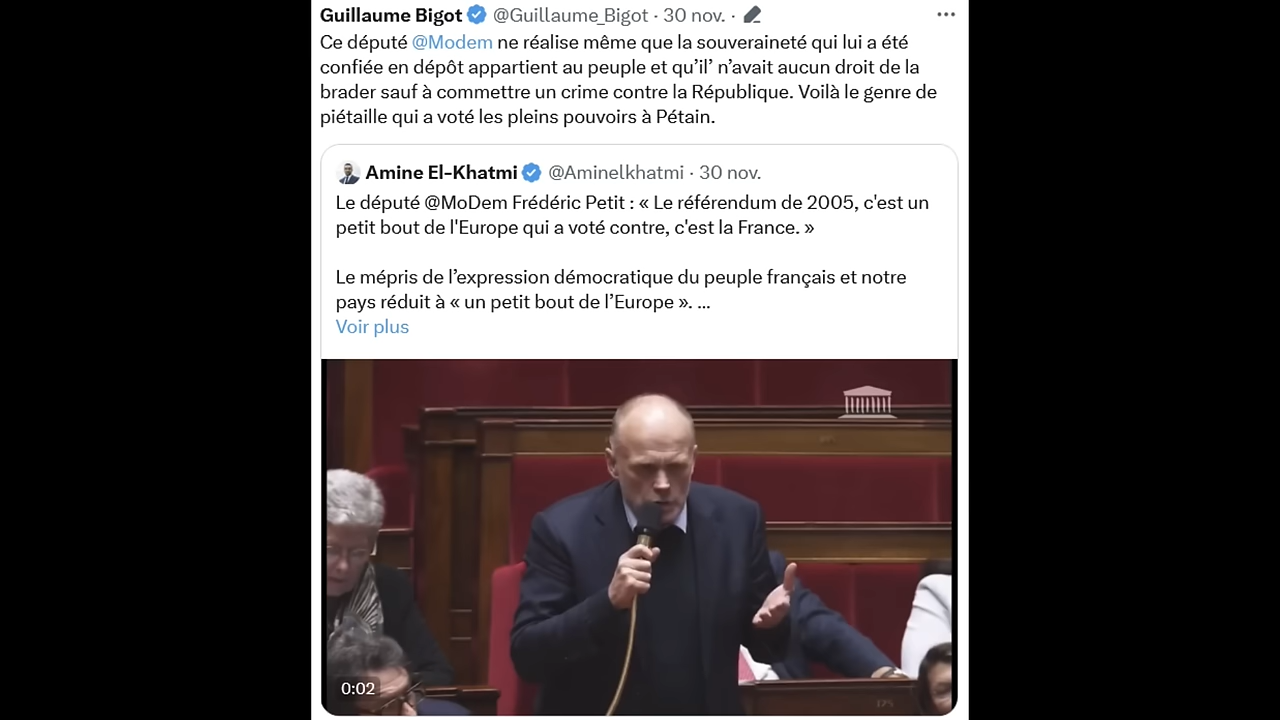 Guillaume Bigot @Guillaume_Bigot · 30 nov. ·
Ce député @Modem ne réalise même que la souveraineté qui lui a été
confiée en dépôt appartient au peuple et qu’il’ n’avait aucun droit de la
brader sauf à commettre un crime contre la République. Voilà le genre de
piétaille qui a voté les pleins pouvoirs à Pétain.
Amine El-Khatmi @Aminelkhatmi · 30 nov.
Le député @MoDem Frédéric Petit : « Le référendum de 2005, c'est un
petit bout de l'Europe qui a voté contre, c'est la France. »
Le mépris de l’expression démocratique du peuple français et notre
pays réduit à « un petit bout de l’Europe ». ...
Voir plus
0:02